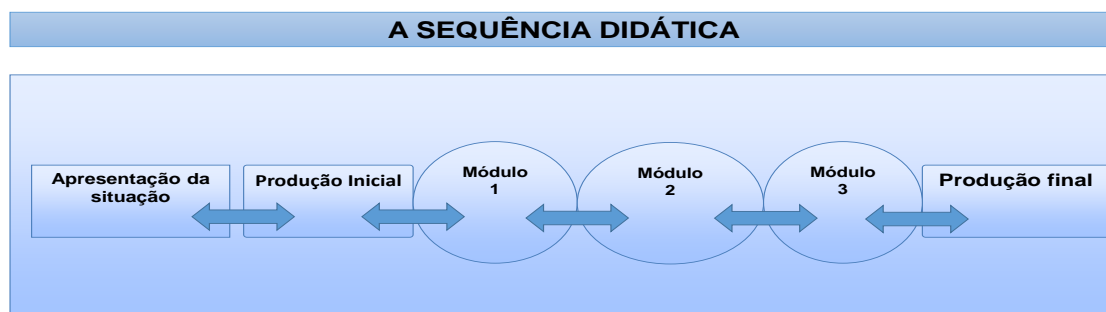 A SEQUÊNCIA DIDÁTICA
Apresentação da
situação
Produção Inicial
Módulo
1
Módulo
2
Módulo
3
Produção final